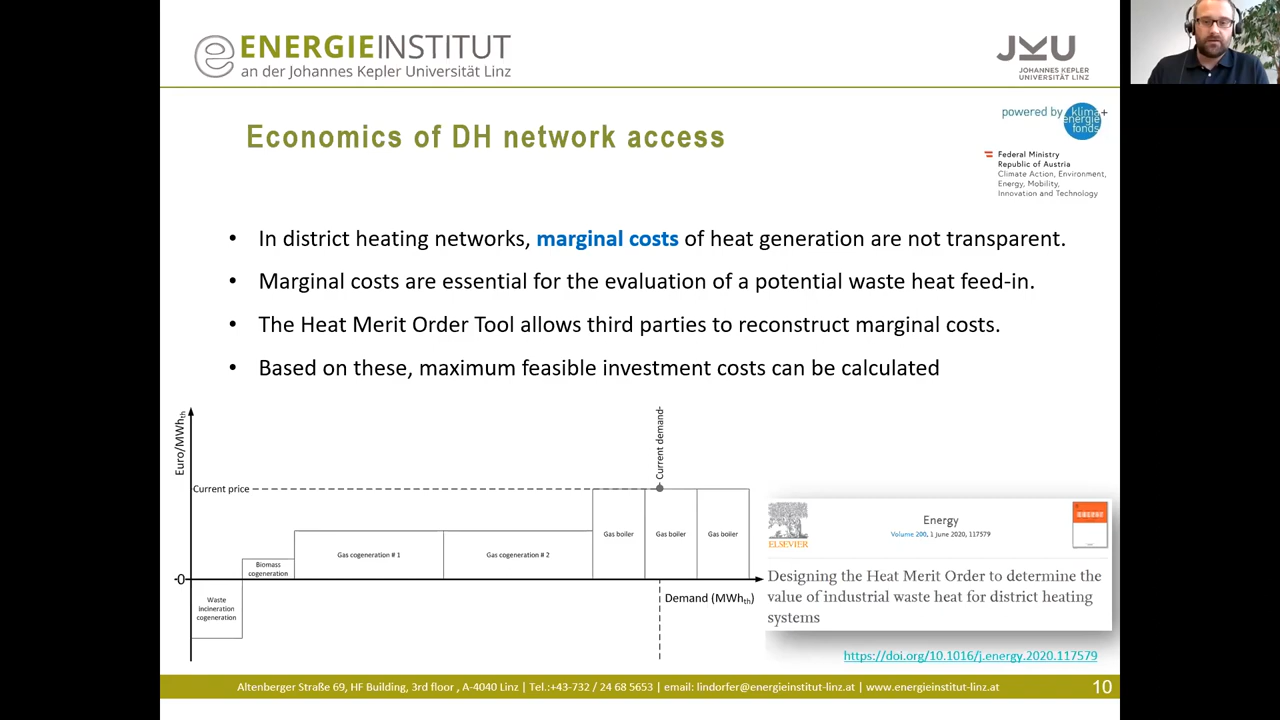 ENERGIEINSTITUT
an der Johannes Kepler Universität Linz
JKU
JOHANNES KEPLER
UNIVERSITÄT LINZ
Economics of DH network access
powered by klima+
energie
fonds
Federal Ministry
Republic of Austria
Climate Action, Environment,
Energy, Mobility,
Innovation and Technology
• In district heating networks, marginal costs of heat generation are not transparent.
• Marginal costs are essential for the evaluation of a potential waste heat feed-in.
• The Heat Merit Order Tool allows third parties to reconstruct marginal costs.
• Based on these, maximum feasible investment costs can be calculated
Euro/MWhth
Current demand
Current price
Gas boiler
Gas boiler
Gas boiler
Gas cogeneration # 1
Gas cogeneration # 2
Biomass
cogeneration
0
Waste
incineration
cogeneration
Demand (MWhth)
ELSEVIER
Energy
Volume 200, 1 June 2020, 117579
Designing the Heat Merit Order to determine the
value of industrial waste heat for district heating
systems
https://doi.org/10.1016/j.energy.2020.117579
Altenberger Straße 69, HF Building, 3rd floor , A-4040 Linz | Tel.:+43-732 / 24 68 5653 | email: lindorfer@energieinstitut-linz.at | www.energieinstitut-linz.at
10